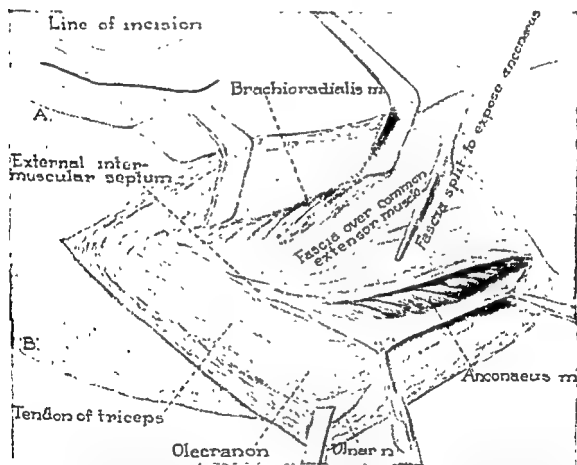 Line of incision
A.
Brachioradialis m.
External inter-
muscular septum
Fascia over common
extensor muscle
Fascia split to expose anconaeus
B.
Anconaeus m.
Tendon of triceps
Olecranon
Ulnar n.